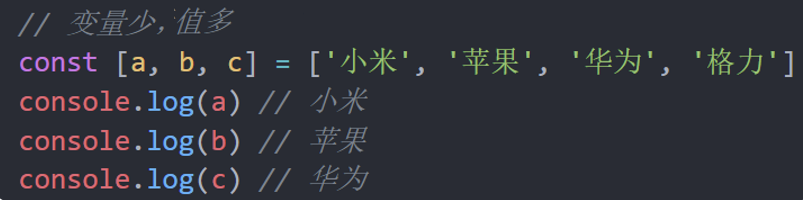 // 变量少，值多
const [a, b, c] = ['小米', '苹果', '华为', '格力']
console.log(a) // 小米
console.log(b) // 苹果
console.log(c) // 华为